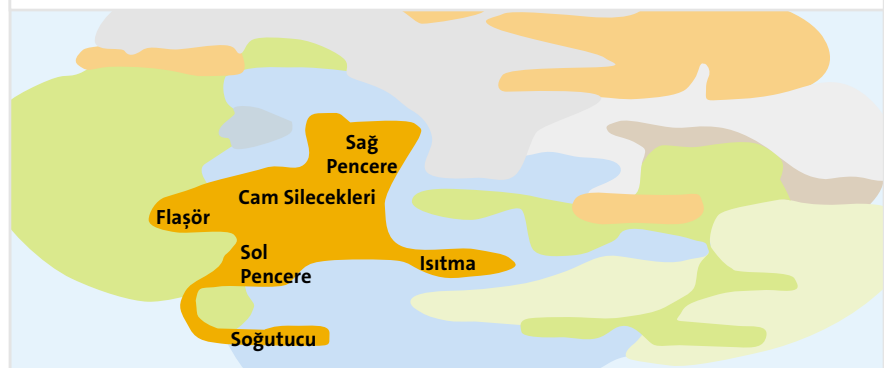 Sağ
Pencere
Cam Silecekleri
Flaşör
Sol
Pencere
Isıtma
Soğutucu